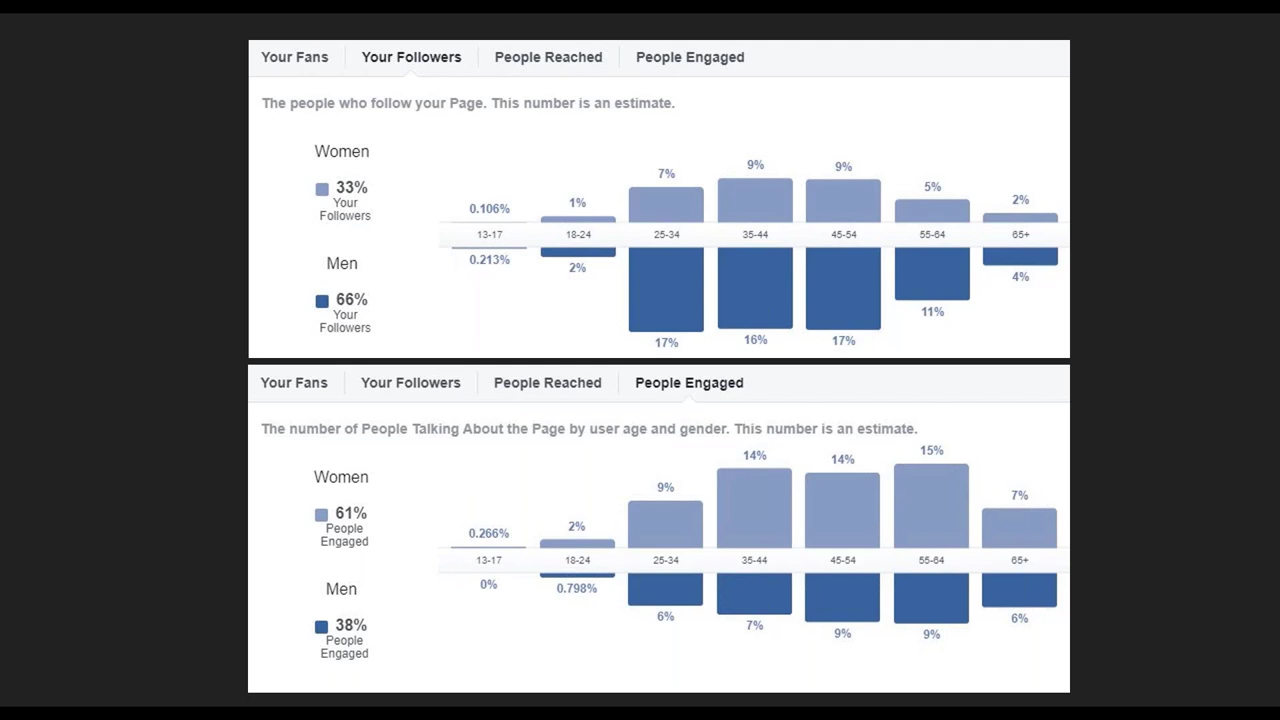 Your Fans Your Followers People Reached People Engaged
The people who follow your Page. This number is an estimate.
Women
33%
Your
Followers
0.106% 1% 7% 9% 9% 5% 2%
13-17 18-24 25-34 35-44 45-54 55-64 65+
0.213% 2% 17% 16% 17% 11% 4%
Men
66%
Your
Followers
Your Fans Your Followers People Reached People Engaged
The number of People Talking About the Page by user age and gender. This number is an estimate.
Women
61%
People
Engaged
0.266% 2% 9% 14% 14% 15% 7%
13-17 18-24 25-34 35-44 45-54 55-64 65+
0% 0.798% 6% 7% 9% 9% 6%
Men
38%
People
Engaged